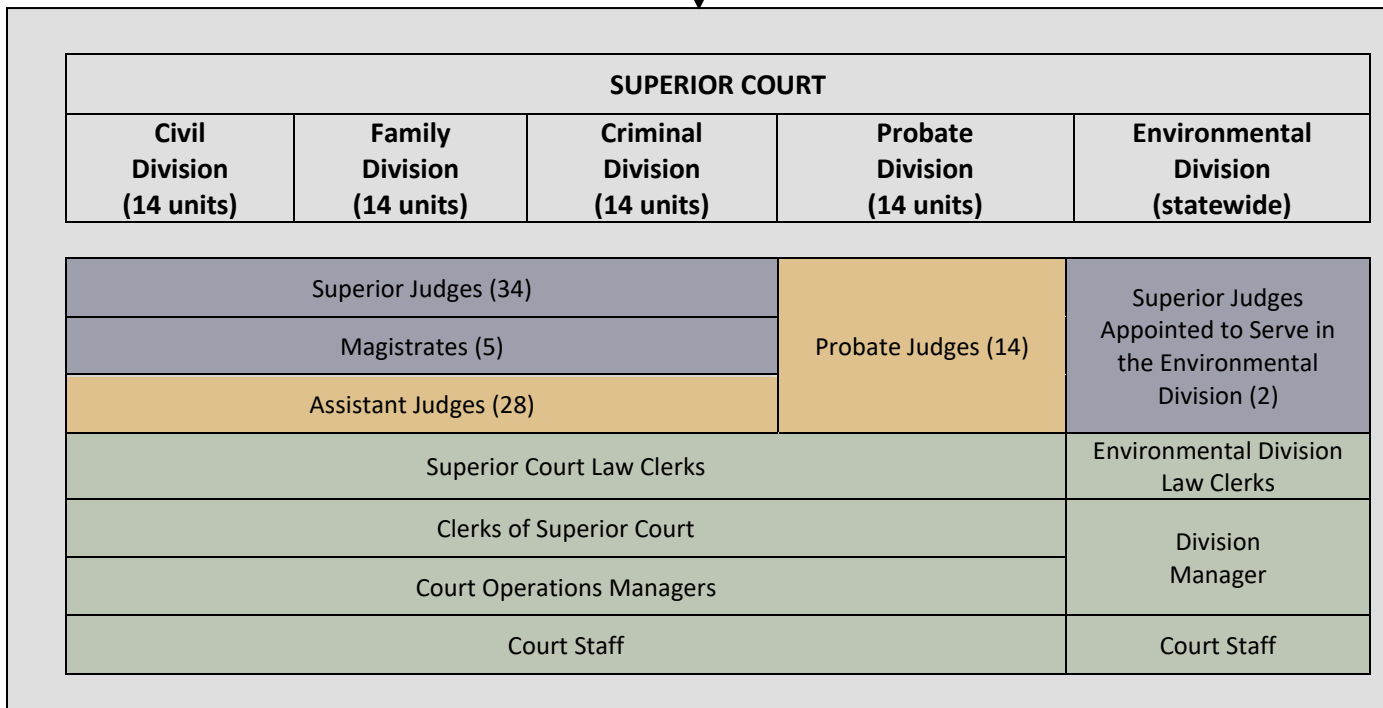 SUPERIOR COURT
Civil
Division
(14 units)
Family
Division
(14 units)
Criminal
Division
(14 units)
Probate
Division
(14 units)
Environmental
Division
(statewide)
Superior Judges (34)
Magistrates (5)
Assistant Judges (28)
Probate Judges (14)
Superior Judges
Appointed to Serve in
the Environmental
Division (2)
Superior Court Law Clerks
Environmental Division
Law Clerks
Clerks of Superior Court
Court Operations Managers
Division
Manager
Court Staff
Court Staff